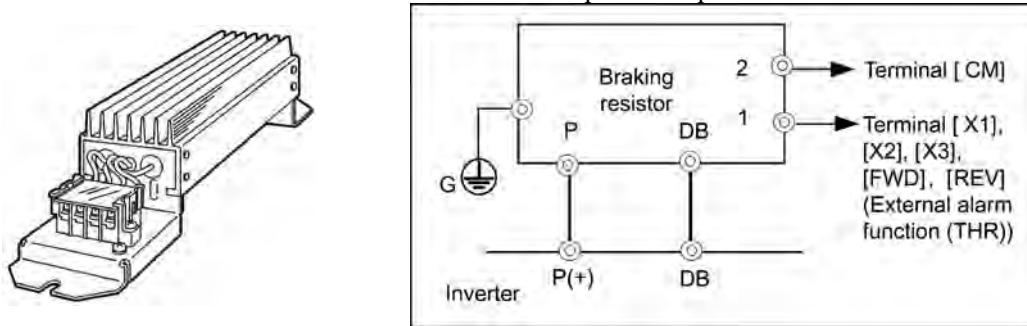 Braking
resistor
2
Terminal [ CM]
1
Terminal [ X1],
[X2], [X3],
[FWD], [REV]
(External alarm
function (THR))
P
DB
G
P(+)
DB
Inverter